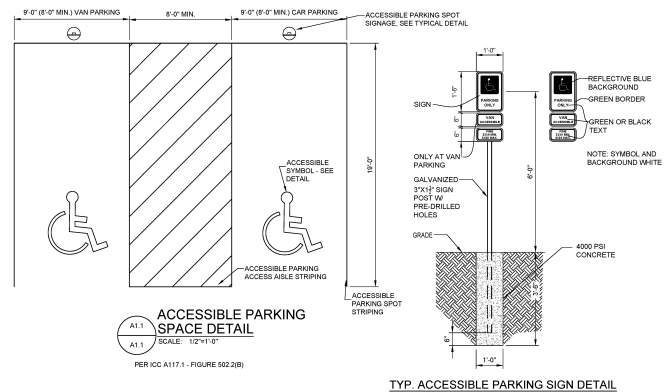 9'-0" (8'-0" MIN.) VAN PARKING
8'-0" MIN.
9'-0" (8'-0" MIN.) CAR PARKING
ACCESSIBLE PARKING SPOT
SIGNAGE, SEE TYPICAL DETAIL
19'-0"
ACCESSIBLE
SYMBOL - SEE
DETAIL
ACCESSIBLE PARKING
ACCESS AISLE STRIPING
ACCESSIBLE
PARKING SPOT
STRIPING
A1.1
A1.1
ACCESSIBLE PARKING
SPACE DETAIL
SCALE: 1/2"=1'-0"
PER ICC A117.1 - FIGURE 502.2(B)
1'-0"
1'-6"
6"
6"
SIGN
PARKING
ONLY
VAN
ACCESSIBLE
PARKING
ONLY
VAN
ACCESSIBLE
REFLECTIVE BLUE
BACKGROUND
GREEN BORDER
GREEN OR BLACK
TEXT
NOTE: SYMBOL AND
BACKGROUND WHITE
ONLY AT VAN
PARKING
GALVANIZED
3"X1½" SIGN
POST W/
PRE-DRILLED
HOLES
6'-0"
GRADE
4000 PSI
CONCRETE
3'-6"
6"
1'-0"
TYP. ACCESSIBLE PARKING SIGN DETAIL